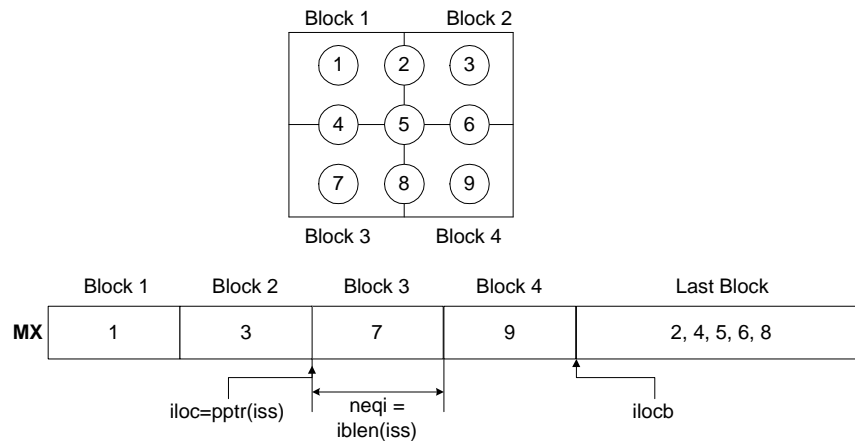 Block 1 Block 2
1 2 3
4 5 6
7 8 9
Block 3 Block 4
Block 1 Block 2 Block 3 Block 4 Last Block
MX 1 3 7 9 2, 4, 5, 6, 8
iloc=pptr(iss) neqi = ilocb
iblen(iss)